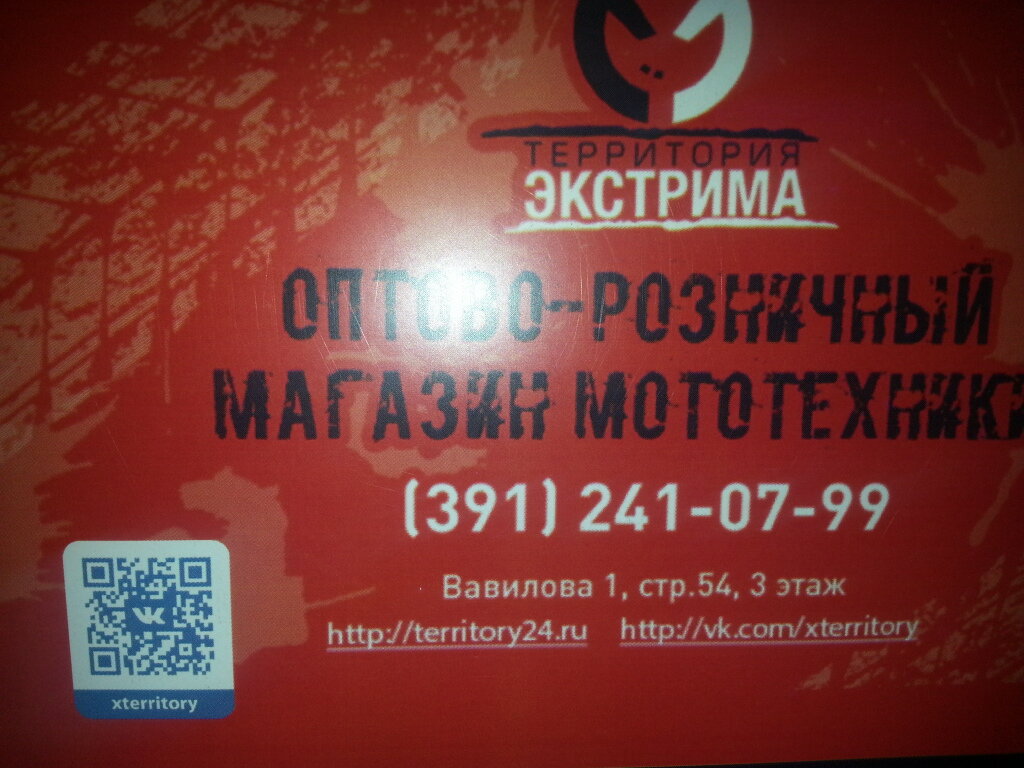 ТЕРРИТОРИЯ
ЭКСТРИМА
ОПТОВО-РОЗНИЧНЫЙ
МАГАЗИН МОТОТЕХНИКИ
(391) 241-07-99
Вавилова 1, стр.54, 3 этаж
http://territory24.ru http://vk.com/xterritory
xterritory